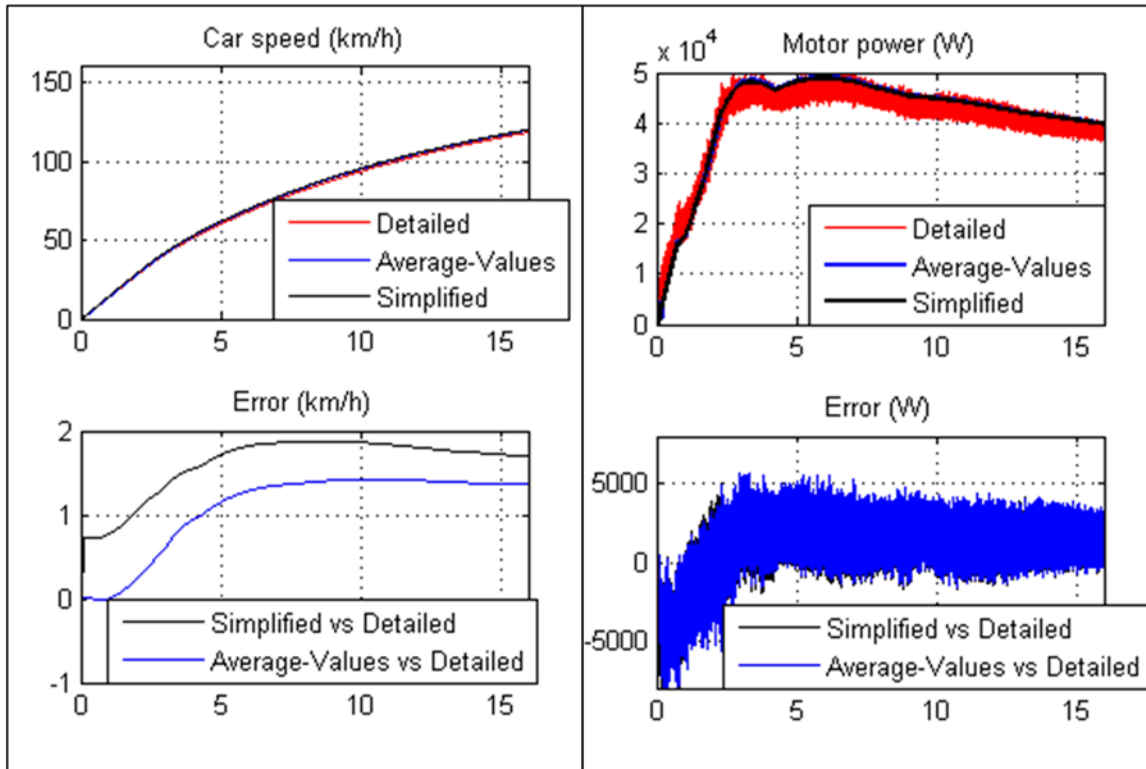 Car speed (km/h)
150
100
50
0
0 5 10 15
Detailed
Average-Values
Simplified
Motor power (W)
x 10^4
5
4
3
2
1
0
0 5 10 15
Detailed
Average-Values
Simplified
Error (km/h)
2
1
0
-1
0 5 10 15
Simplified vs Detailed
Average-Values vs Detailed
Error (W)
5000
0
-5000
0 5 10 15
Simplified vs Detailed
Average-Values vs Detailed